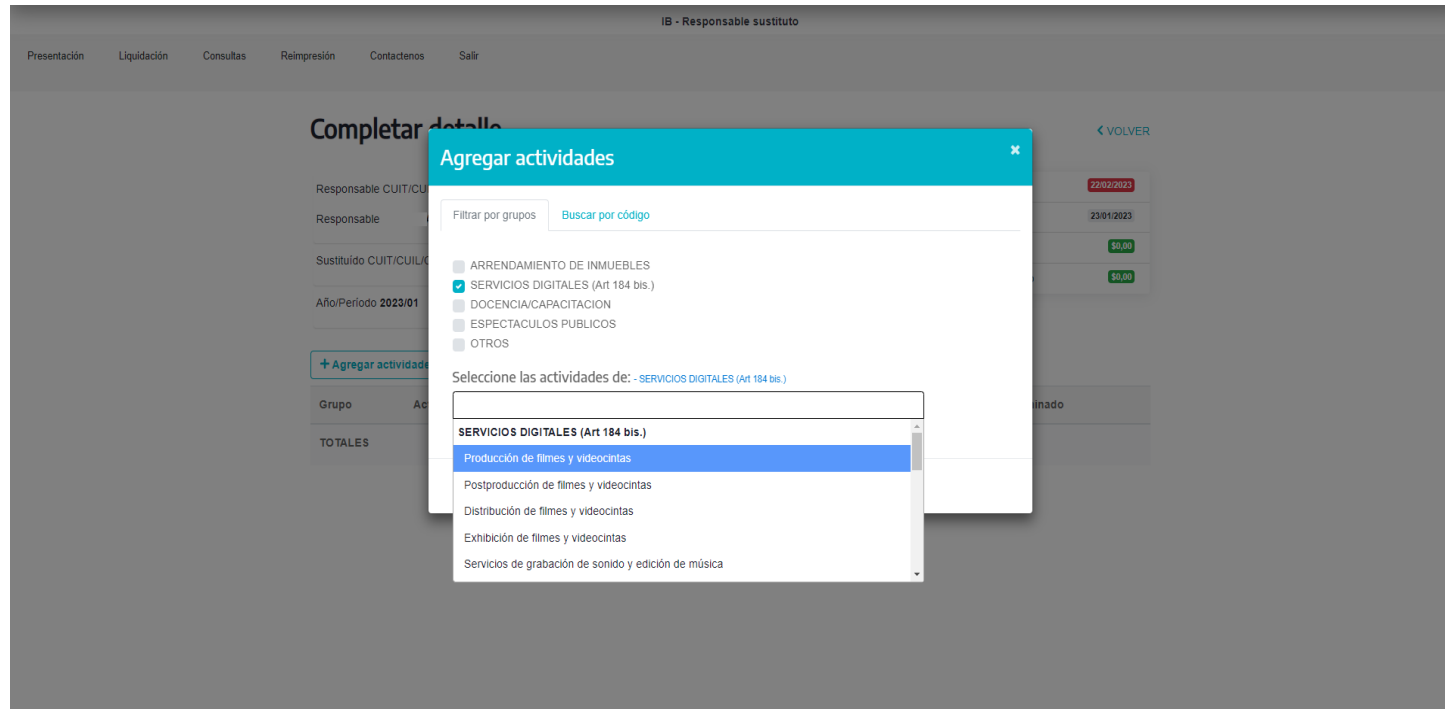 IB - Responsable sustituto
Presentación Liquidación Consultas Reimpresión Contactenos Salir
Completar detalle
VOLVER
Agregar actividades
×
Responsable CUIT/CU
22/02/2023
Responsable
23/01/2023
Filtrar por grupos Buscar por código
$0,00
Sustituído CUIT/CUIL/
$0,00
ARRENDAMIENTO DE INMUEBLES
SERVICIOS DIGITALES (Art 184 bis.)
Año/Período 2023/01
DOCENCIA/CAPACITACION
ESPECTACULOS PUBLICOS
OTROS
+ Agregar actividade
Seleccione las actividades de: - SERVICIOS DIGITALES (Art 184 bis.)
Grupo Ac inado
SERVICIOS DIGITALES (Art 184 bis.)
TOTALES
Producción de filmes y videocintas
Postproducción de filmes y videocintas
Distribución de filmes y videocintas
Exhibición de filmes y videocintas
Servicios de grabación de sonido y edición de música